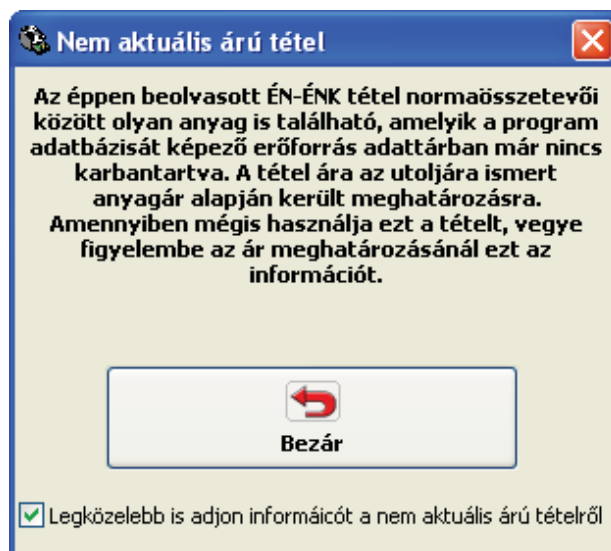 Nem aktuális árú tétel
Az éppen beolvasott ÉN-ÉNK tétel normaösszetevői
között olyan anyag is található, amelyik a program
adatbázisát képező erőforrás adattárban már nincs
karbantartva. A tétel ára az utoljára ismert
anyagár alapján került meghatározásra.
Amennyiben mégis használja ezt a tételt, vegye
figyelembe az ár meghatározásánál ezt az
információt.
Bezár
Legközelebb is adjon informáicót a nem aktuális árú tételről